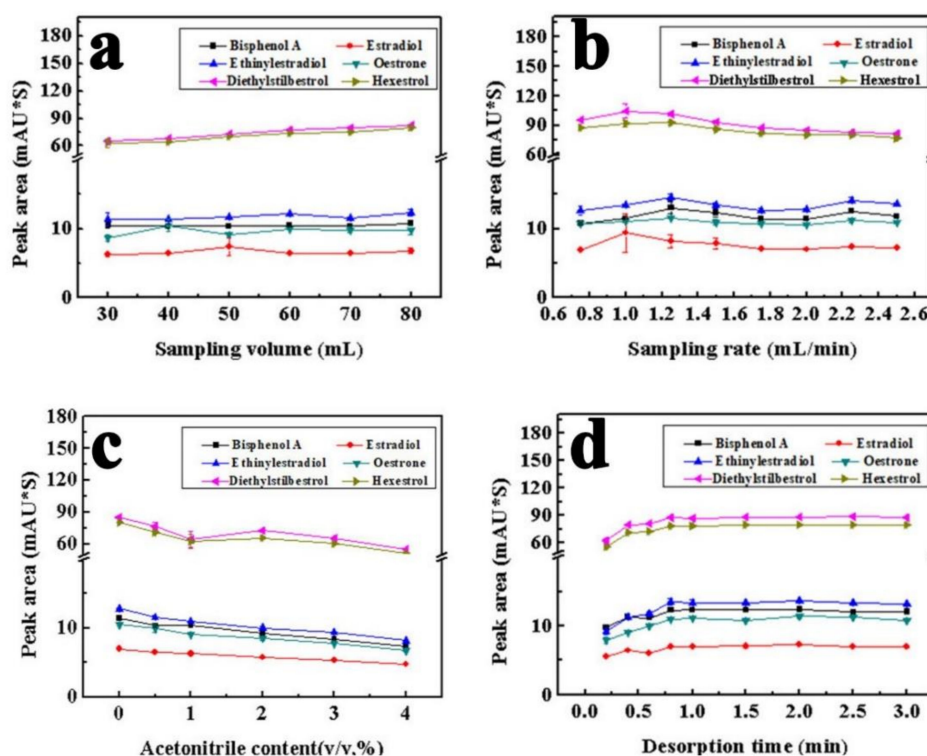 a
Bisphenol A
Estradiol
Ethinylestradiol
Oestrone
Diethylstilbestrol
Hexestrol
Peak area (mAU*S)
180
150
120
90
60
10
0
30 40 50 60 70 80
Sampling volume (mL)
b
Bisphenol A
Estradiol
Ethinylestradiol
Oestrone
Diethylstilbestrol
Hexestrol
Peak area (mAU*S)
180
150
120
90
60
10
0
0.6 0.8 1.0 1.2 1.4 1.6 1.8 2.0 2.2 2.4 2.6
Sampling rate (mL/min)
c
Bisphenol A
Estradiol
Ethinylestradiol
Oestrone
Diethylstilbestrol
Hexestrol
Peak area (mAU*S)
180
150
120
90
60
10
0
0 1 2 3 4
Acetonitrile content(v/v,%)
d
Bisphenol A
Estradiol
Ethinylestradiol
Oestrone
Diethylstilbestrol
Hexestrol
Peak area (mAU*S)
180
150
120
90
60
10
0
0.0 0.5 1.0 1.5 2.0 2.5 3.0
Desorption time (min)